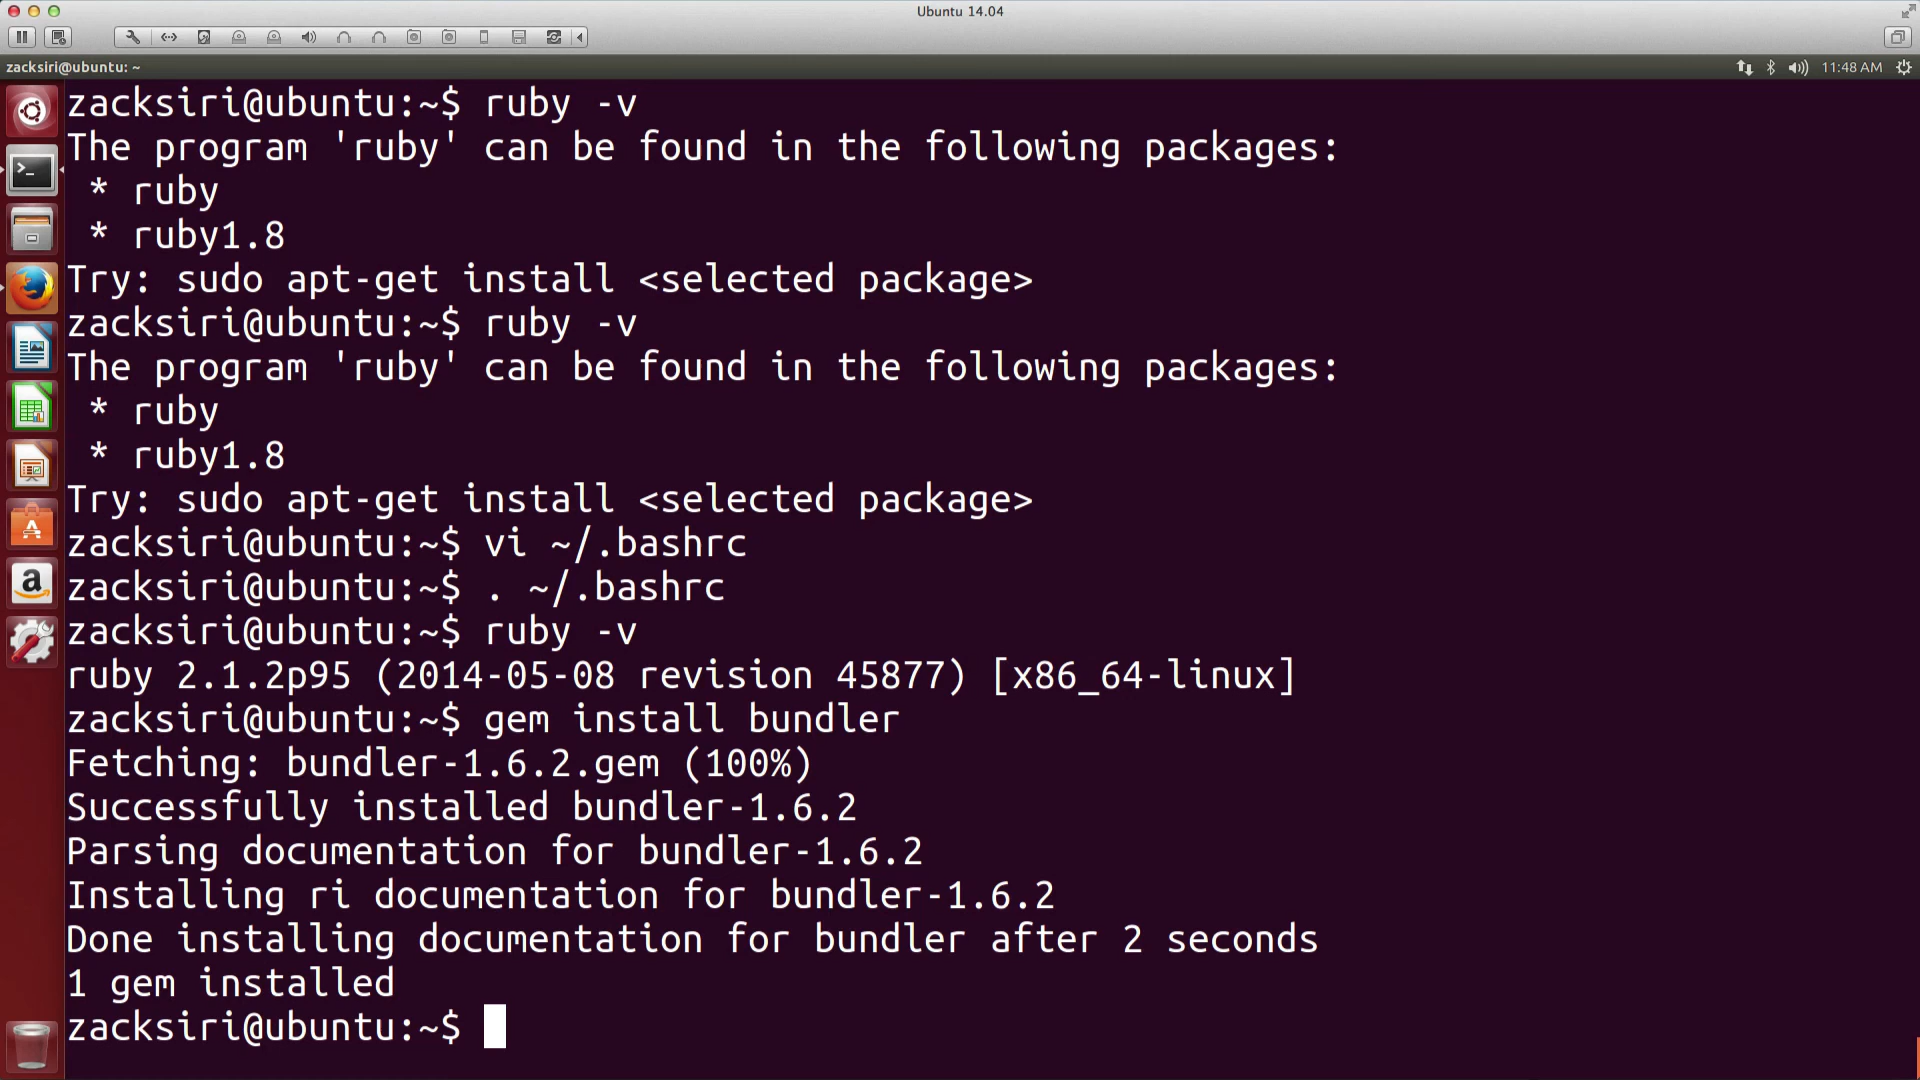 Ubuntu 14.04
zacksiri@ubuntu: ~
11:48 AM
zacksiri@ubuntu:~$ ruby -v
The program 'ruby' can be found in the following packages:
 * ruby
 * ruby1.8
Try: sudo apt-get install <selected package>
zacksiri@ubuntu:~$ ruby -v
The program 'ruby' can be found in the following packages:
 * ruby
 * ruby1.8
Try: sudo apt-get install <selected package>
zacksiri@ubuntu:~$ vi ~/.bashrc
zacksiri@ubuntu:~$ . ~/.bashrc
zacksiri@ubuntu:~$ ruby -v
ruby 2.1.2p95 (2014-05-08 revision 45877) [x86_64-linux]
zacksiri@ubuntu:~$ gem install bundler
Fetching: bundler-1.6.2.gem (100%)
Successfully installed bundler-1.6.2
Parsing documentation for bundler-1.6.2
Installing ri documentation for bundler-1.6.2
Done installing documentation for bundler after 2 seconds
1 gem installed
zacksiri@ubuntu:~$